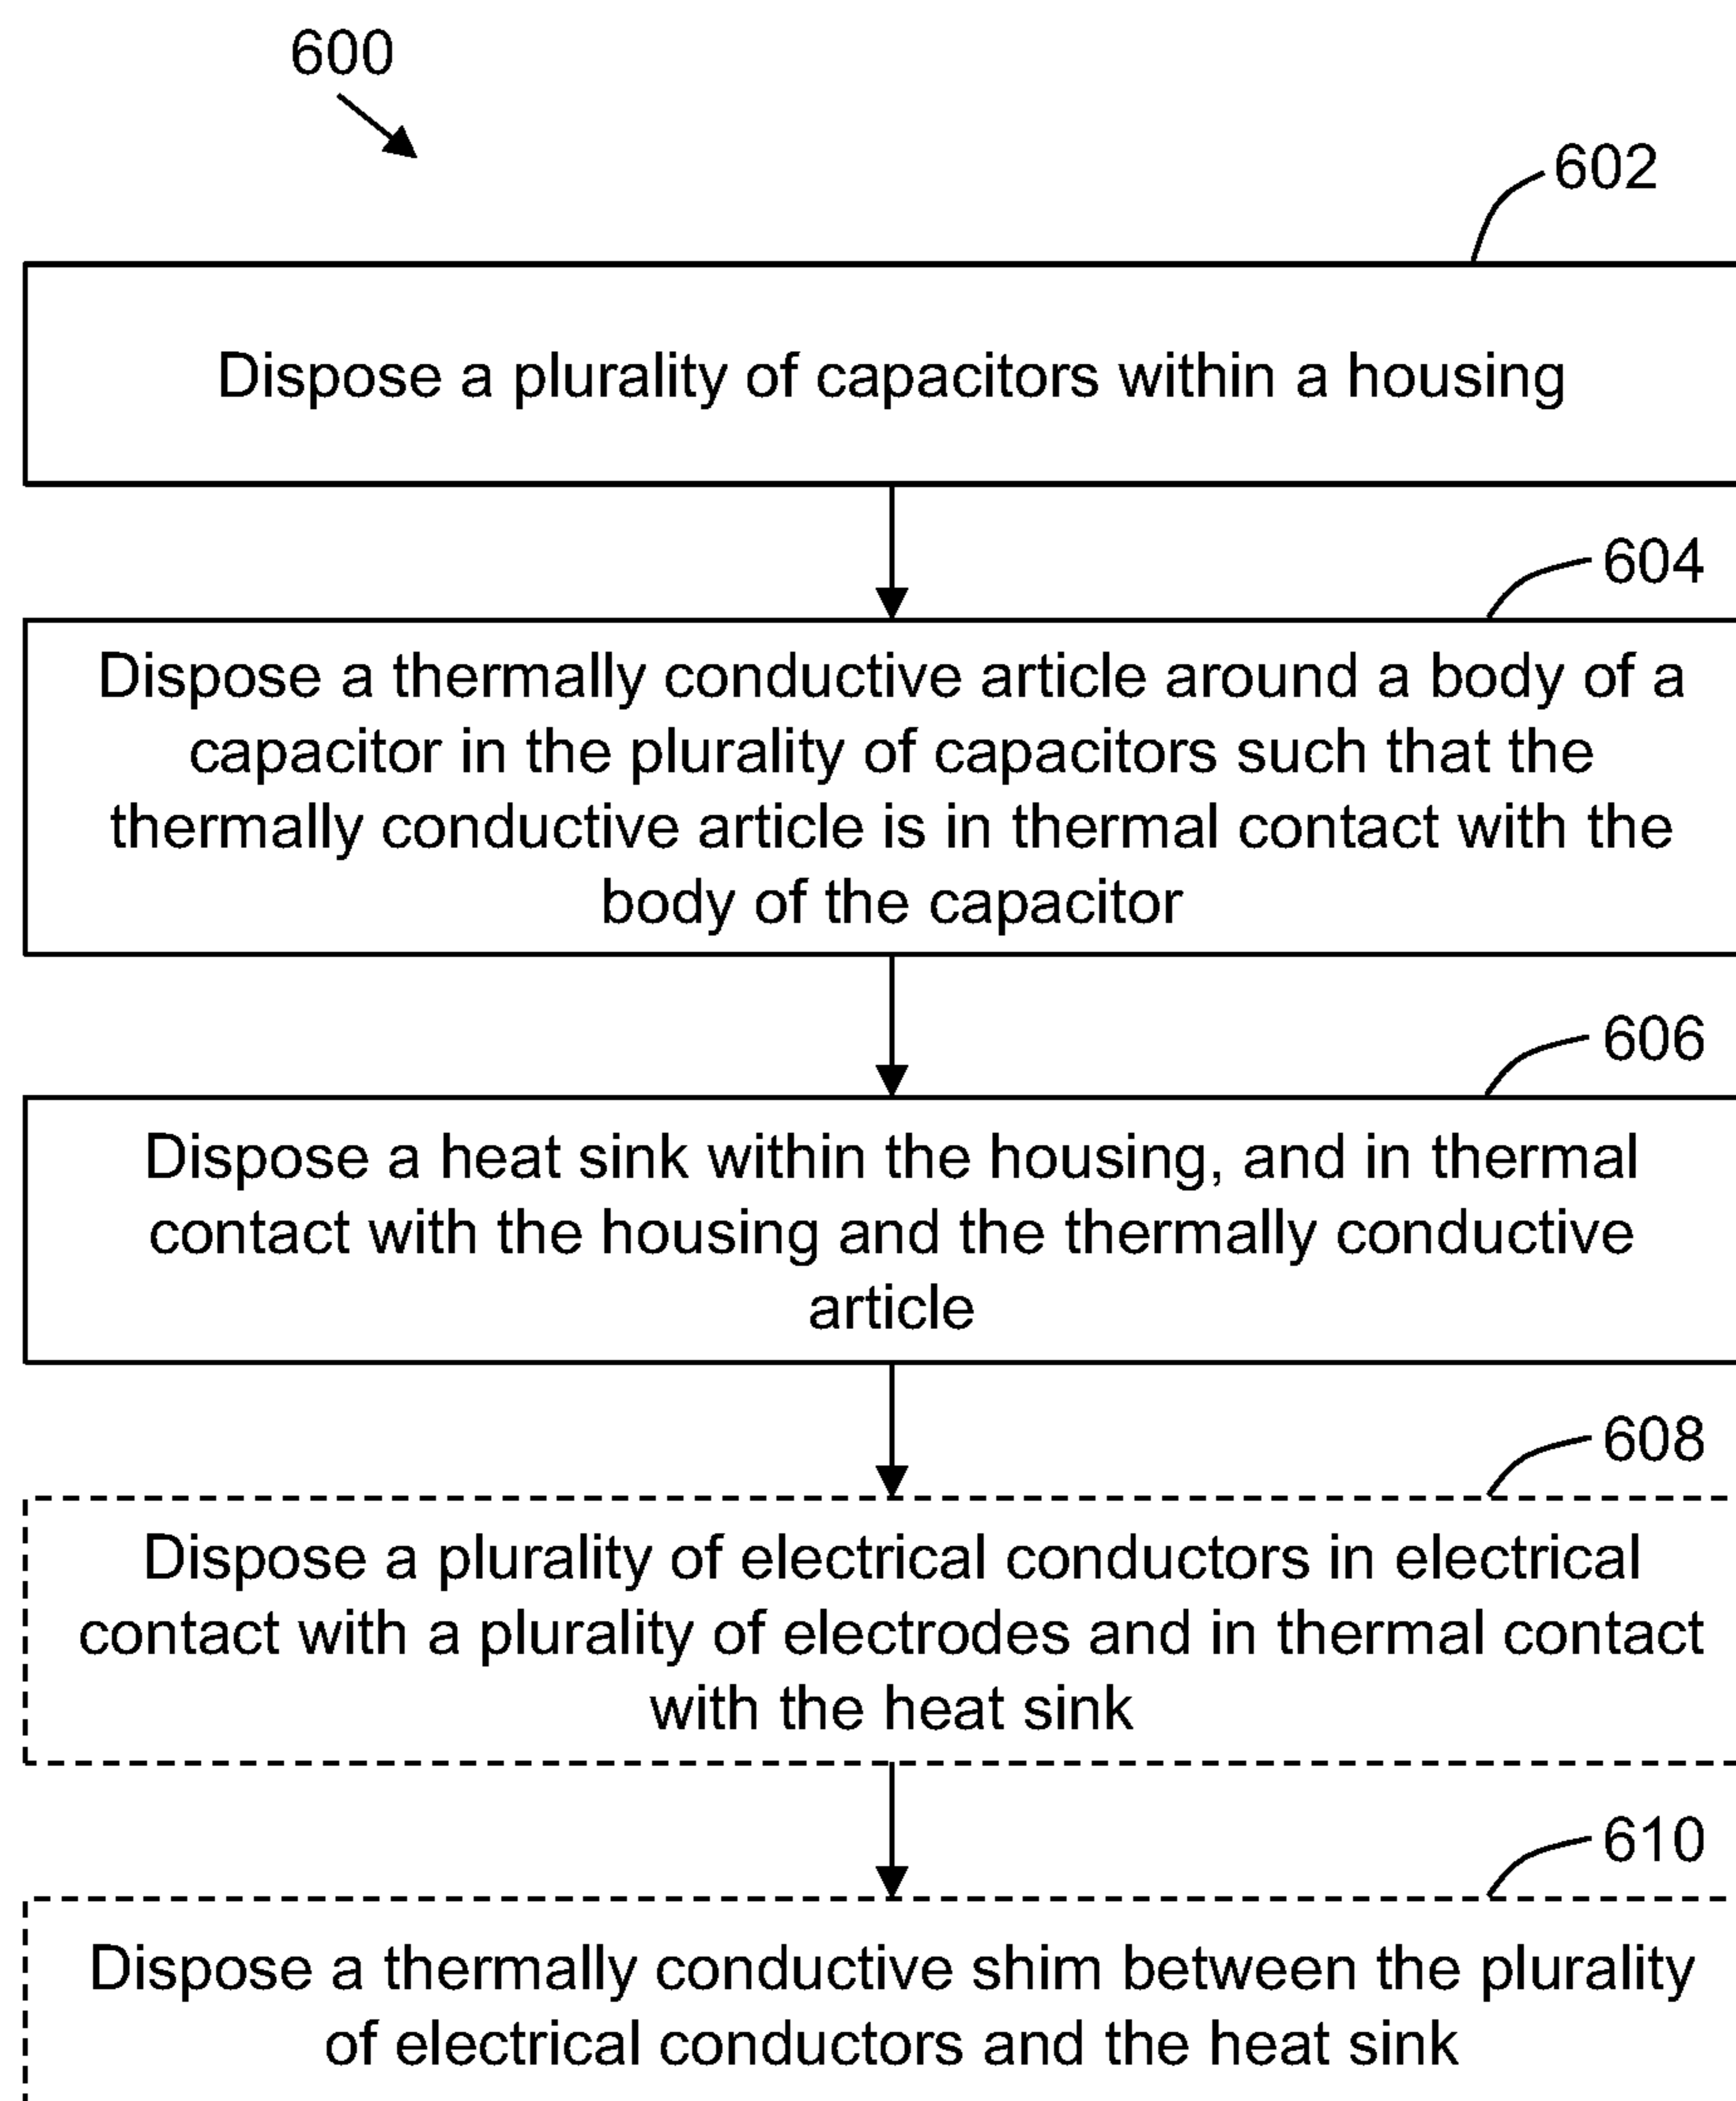 600
602
Dispose a plurality of capacitors within a housing
604
Dispose a thermally conductive article around a body of a
capacitor in the plurality of capacitors such that the
thermally conductive article is in thermal contact with the
body of the capacitor
606
Dispose a heat sink within the housing, and in thermal
contact with the housing and the thermally conductive
article
608
Dispose a plurality of electrical conductors in electrical
contact with a plurality of electrodes and in thermal contact
with the heat sink
610
Dispose a thermally conductive shim between the plurality
of electrical conductors and the heat sink